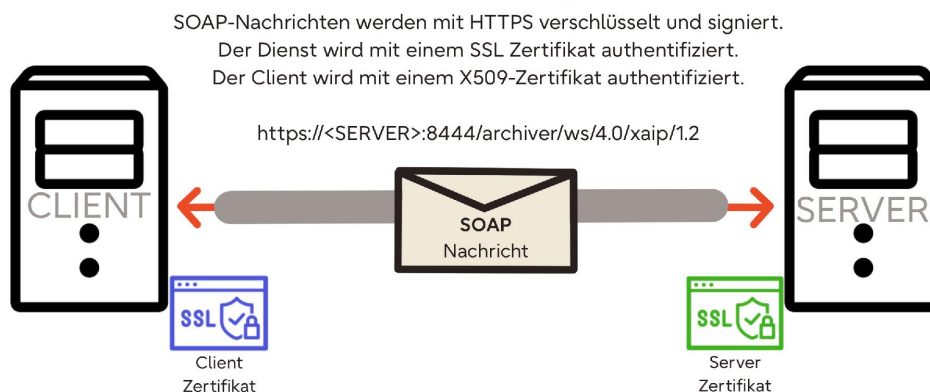 SOAP-Nachrichten werden mit HTTPS verschlüsselt und signiert.
Der Dienst wird mit einem SSL Zertifikat authentifiziert.
Der Client wird mit einem X509-Zertifikat authentifiziert.
https://<SERVER>:8444/archiver/ws/4.0/xaip/1.2
CLIENT
SOAP
Nachricht
SERVER
SSL
Client
Zertifikat
SSL
Server
Zertifikat